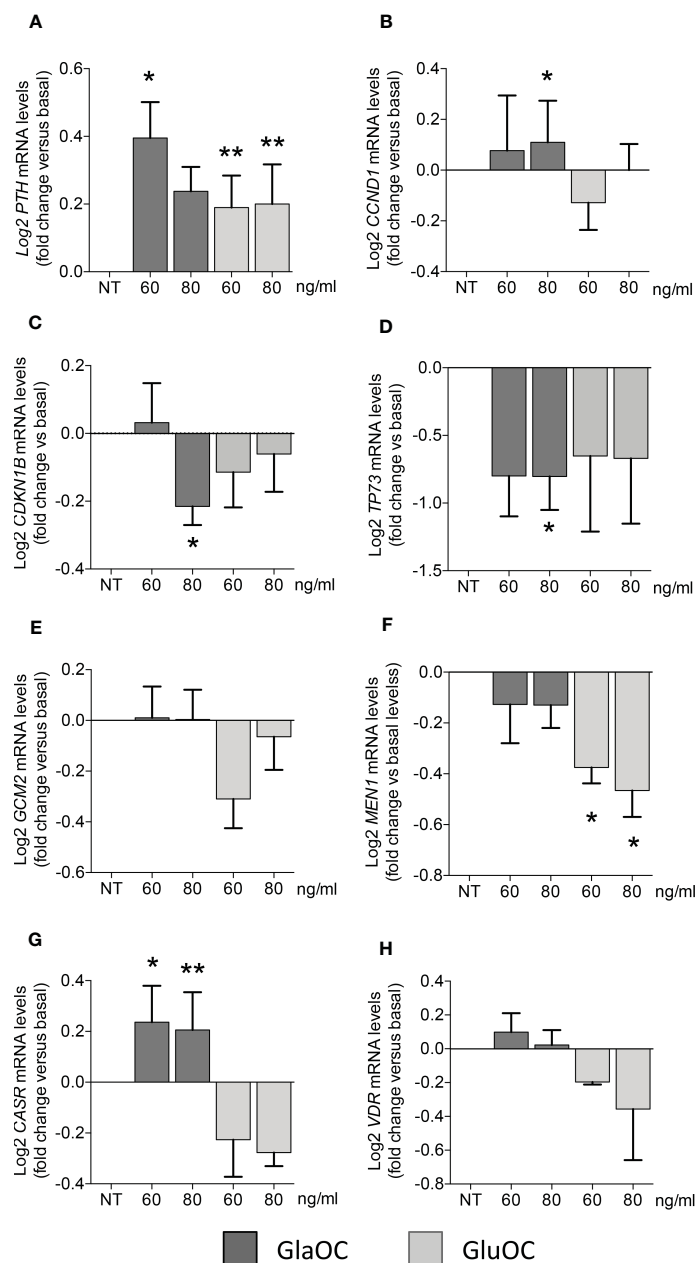 A
Log2 PTH mRNA levels
(fold change versus basal)
0.6
0.4
0.2
0.0
*
**
**
NT 60 80 60 80 ng/ml
B
Log2 CCND1 mRNA levels
(fold change versus basal)
0.4
0.2
0.0
-0.2
-0.4
*
NT 60 80 60 80 ng/ml
C
Log2 CDKN1B mRNA levels
(fold change vs basal)
0.2
0.0
-0.2
-0.4
*
NT 60 80 60 80 ng/ml
D
Log2 TP73 mRNA levels
(fold change vs basal)
0.0
-0.5
-1.0
-1.5
*
NT 60 80 60 80 ng/ml
E
Log2 GCM2 mRNA levels
(fold change versus basal)
0.2
0.0
-0.2
-0.4
-0.6
NT 60 80 60 80 ng/ml
F
Log2 MEN1 mRNA levels
(fold change vs basal levelss)
0.0
-0.2
-0.4
-0.6
-0.8
*
*
NT 60 80 60 80 ng/ml
G
Log2 CASR mRNA levels
(fold change versus basal)
0.4
0.2
0.0
-0.2
-0.4
*
**
NT 60 80 60 80 ng/ml
H
Log2 VDR mRNA levels
(fold change versus basal)
0.4
0.2
0.0
-0.2
-0.4
-0.6
-0.8
NT 60 80 60 80 ng/ml
GlaOC GluOC